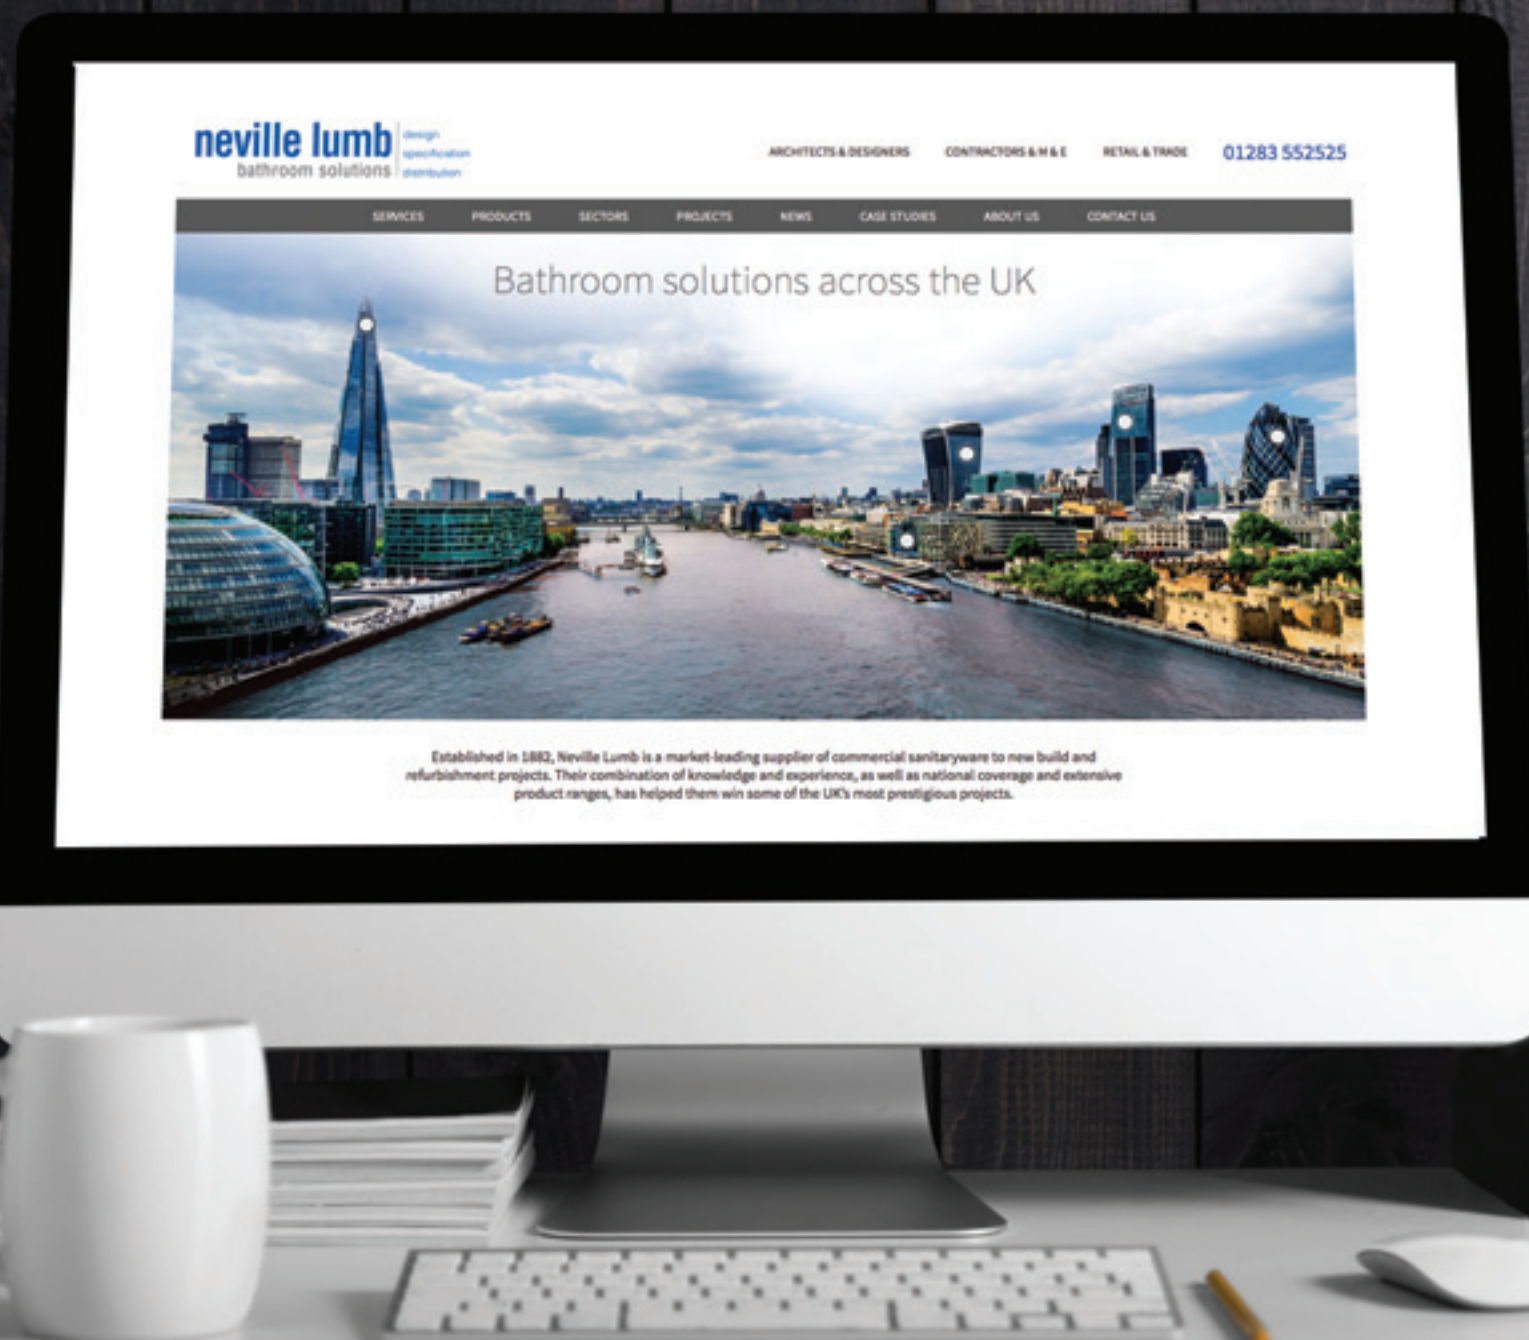 neville lumb
bathroom solutions
design
specification
distribution
ARCHITECTS & DESIGNERS CONTRACTORS & M & E RETAIL & TRADE 01283 552525
SERVICES PRODUCTS SECTORS PROJECTS NEWS CASE STUDIES ABOUT US CONTACT US
Bathroom solutions across the UK
Established in 1882, Neville Lumb is a market-leading supplier of commercial sanitaryware to new build and
refurbishment projects. Their combination of knowledge and experience, as well as national coverage and extensive
product ranges, has helped them win some of the UK's most prestigious projects.